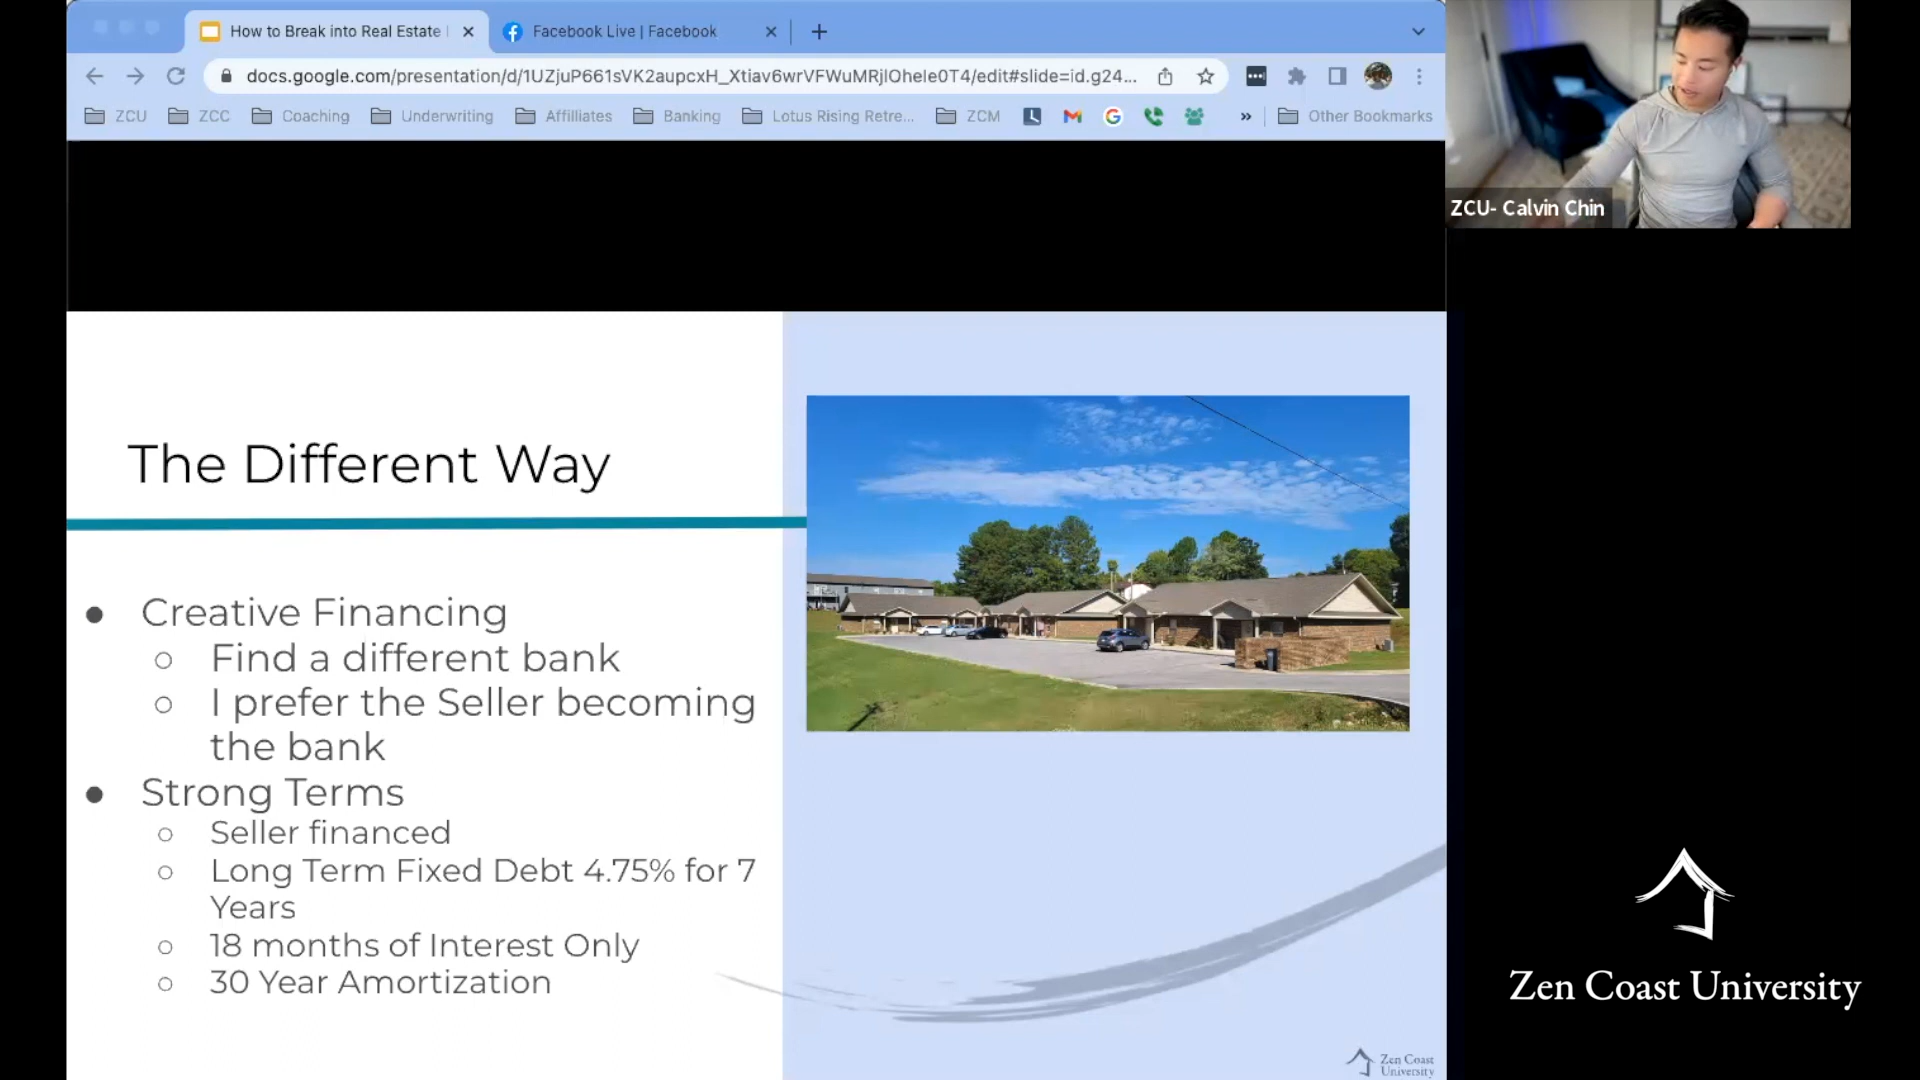 How to Break into Real Estate
Facebook Live | Facebook
docs.google.com/presentation/d/1UZjuP661sVK2aupcxH_Xtiav6wrVFWuMRjlOhele0T4/edit#slide=id.g24...
ZCU
ZCC
Coaching
Underwriting
Affilliates
Banking
Lotus Rising Retre...
ZCM
Other Bookmarks
ZCU- Calvin Chin
The Different Way
Creative Financing
Find a different bank
I prefer the Seller becoming
the bank
Strong Terms
Seller financed
Long Term Fixed Debt 4.75% for 7
Years
18 months of Interest Only
30 Year Amortization
Zen Coast
University
Zen Coast University